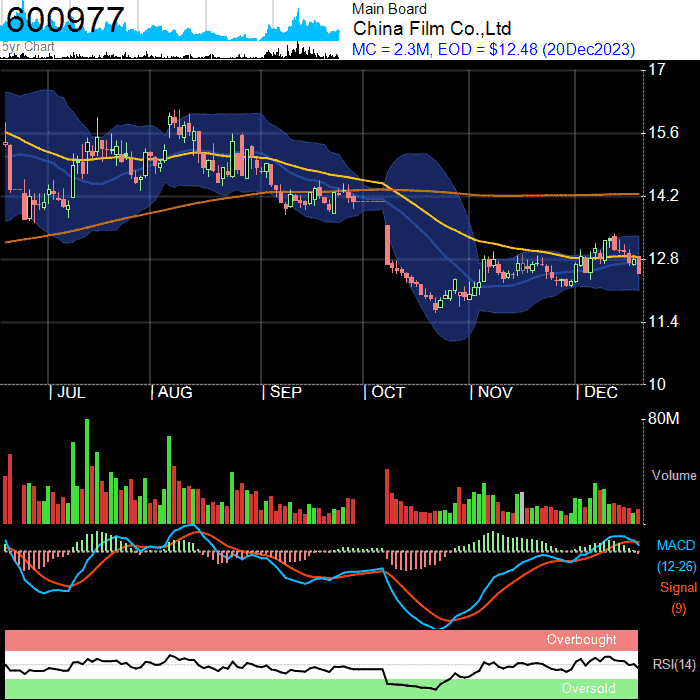 600977
5yr Chart
Main Board
China Film Co.,Ltd
MC = 2.3M, EOD = $12.48 (20Dec2023)
17
15.6
14.2
12.8
11.4
10
JUL
AUG
SEP
OCT
NOV
DEC
80M
Volume
MACD
(12-26)
Signal
(9)
Overbought
RSI(14)
Oversold